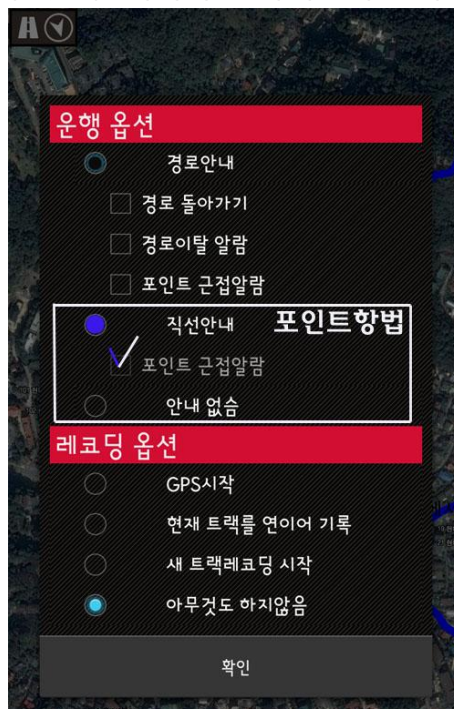 운행 옵션
경로안내
경로 돌아가기
경로이탈 알람
포인트 근접알람
직선안내 포인트항법
포인트 근접알람
안내 없슴
레코딩 옵션
GPS시작
현재 트랙를 연이어 기록
새 트랙레코딩 시작
아무것도 하지않음
확인